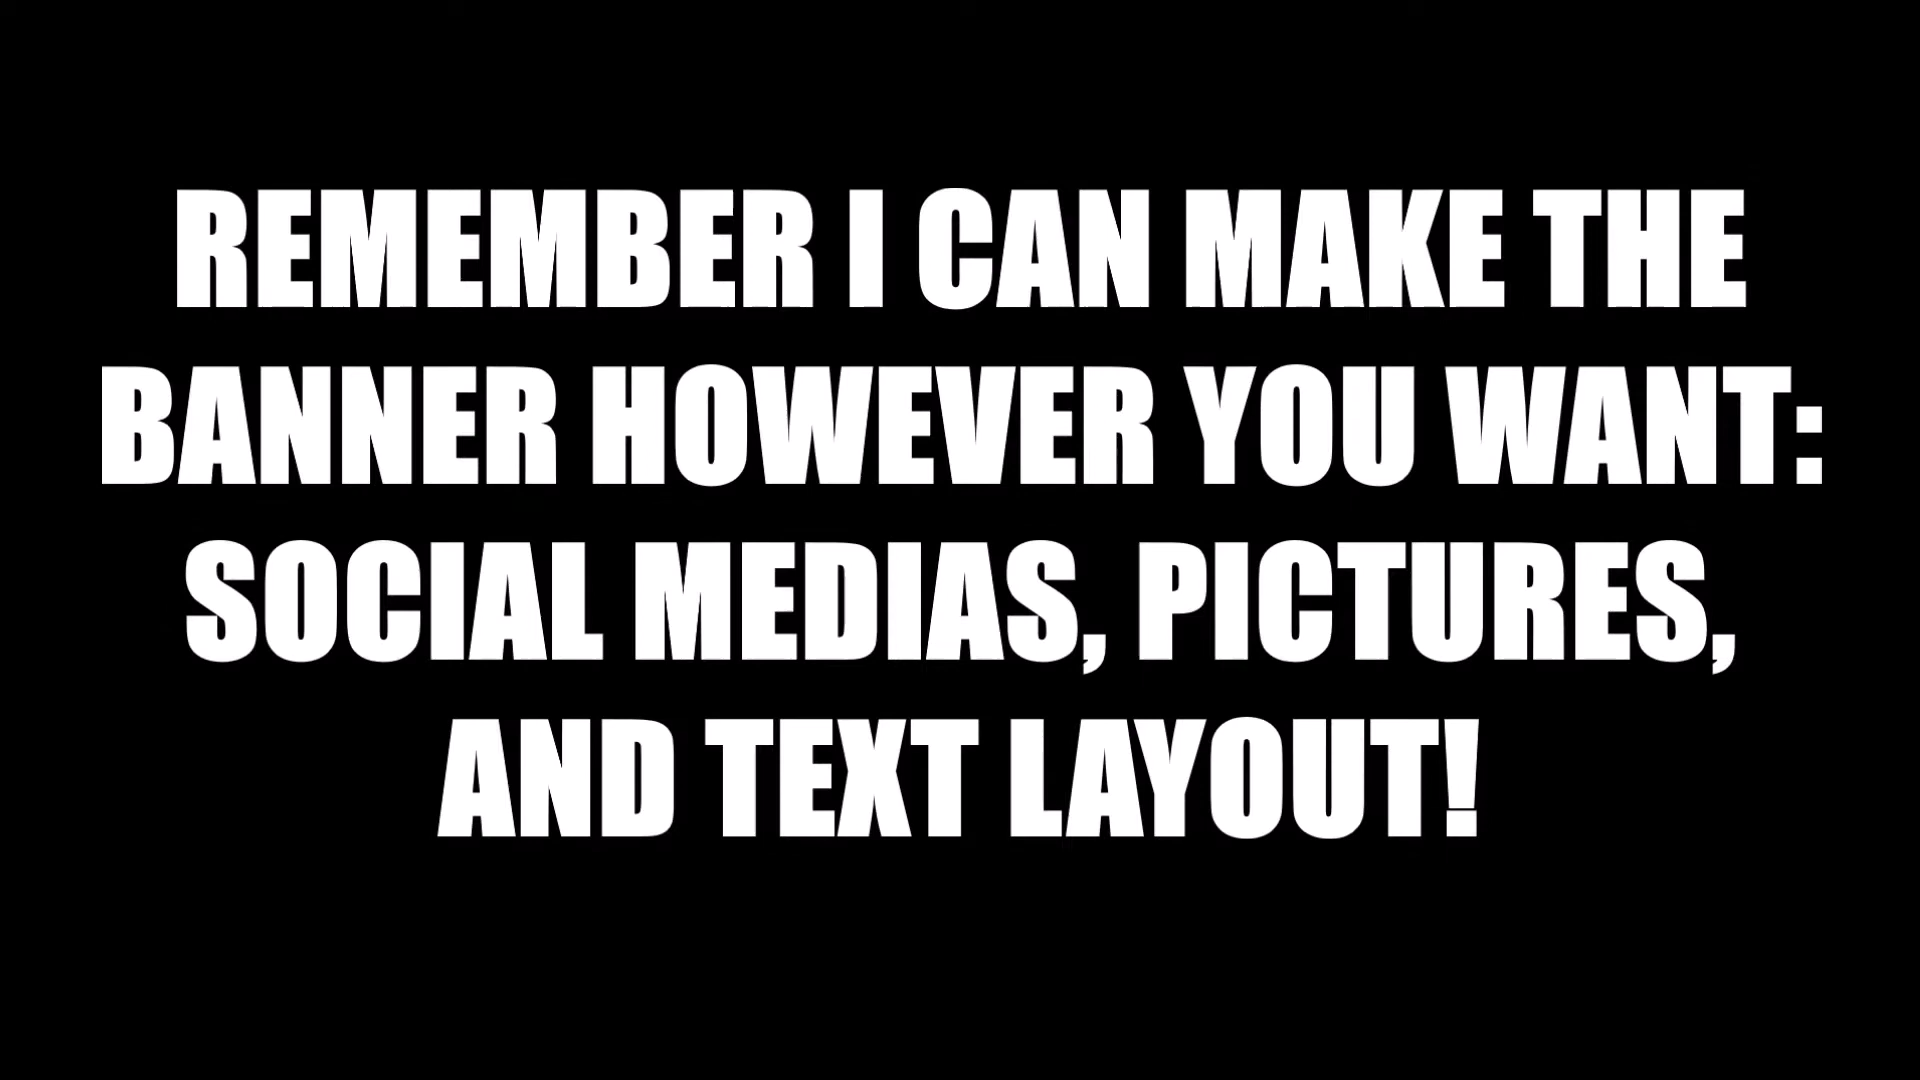 REMEMBER I CAN MAKE THE
BANNER HOWEVER YOU WANT:
SOCIAL MEDIAS, PICTURES,
AND TEXT LAYOUT!